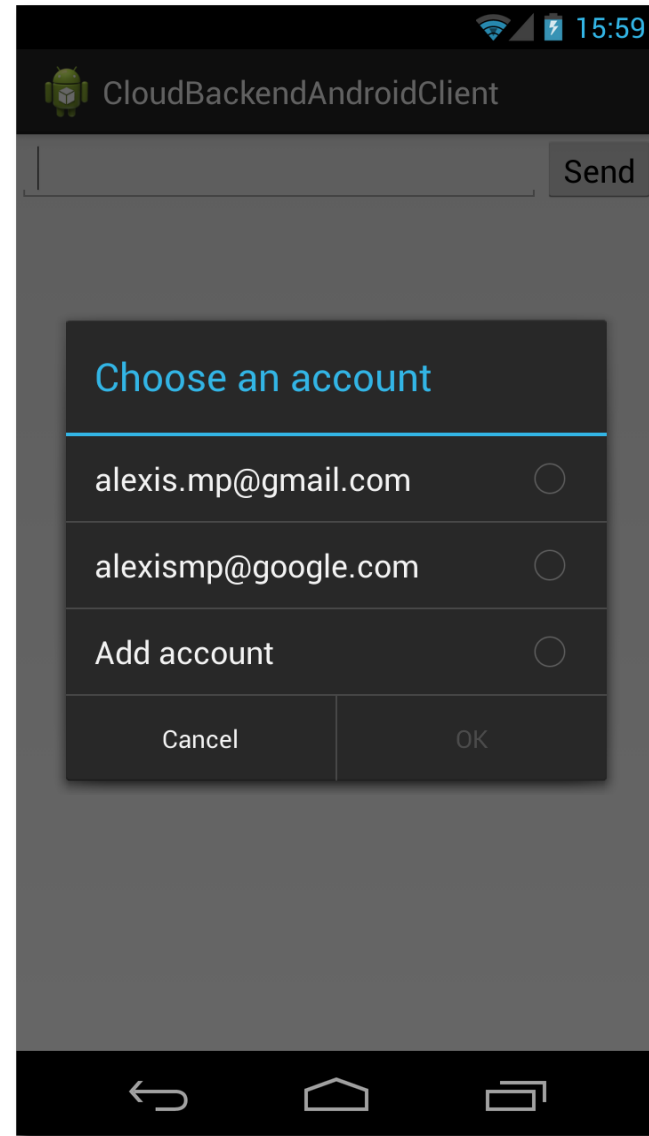 15:59
CloudBackendAndroidClient
Send
Choose an account
alexis.mp@gmail.com
alexismp@google.com
Add account
Cancel OK